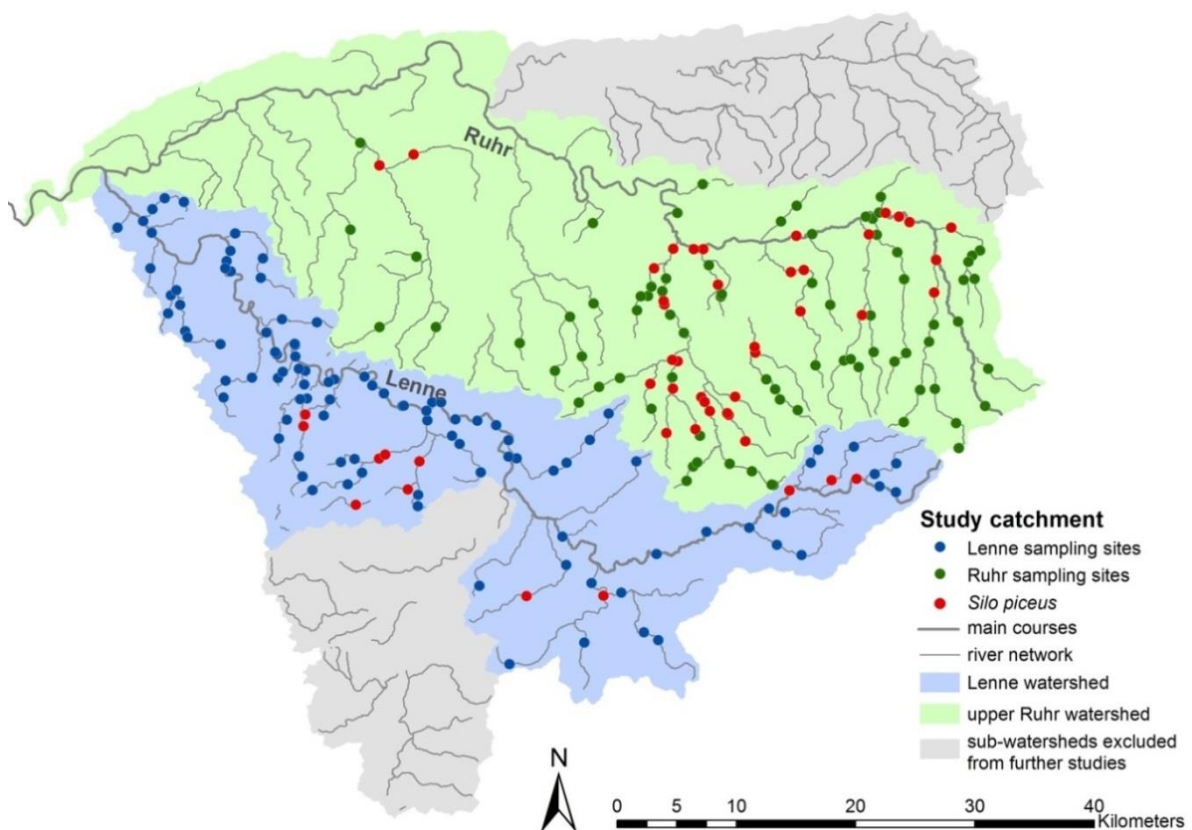 Ruhr
Lenne
Study catchment
Lenne sampling sites
Ruhr sampling sites
Silo piceus
main courses
river network
Lenne watershed
upper Ruhr watershed
sub-watersheds excluded
from further studies
N
0 5 10 20 30 40
Kilometers